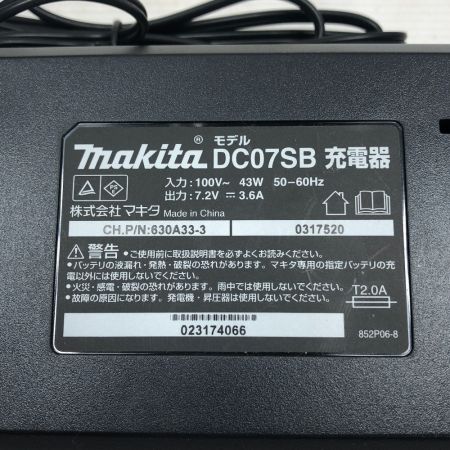 モデル
makita® DC07SB 充電器
入力：100V～ 43W 50-60Hz
出力：7.2V ⎓ 3.6A
PSE
株式会社マキタ Made in China
CH.P/N:630A33-3 0317520
⚠警告 ●ご使用前に取扱説明書を必ずよくお読みください。
●バッテリの液漏れ・発熱・破裂の恐れがあります。マキタ専用の指定バッテリの充
電以外には使用しないでください。
●火災・感電の恐れがあります。雨中では使用しないでください。
●故障の原因になります。発電機・昇圧器は使用しないでください。
T2.0A
023174066
852P06-8